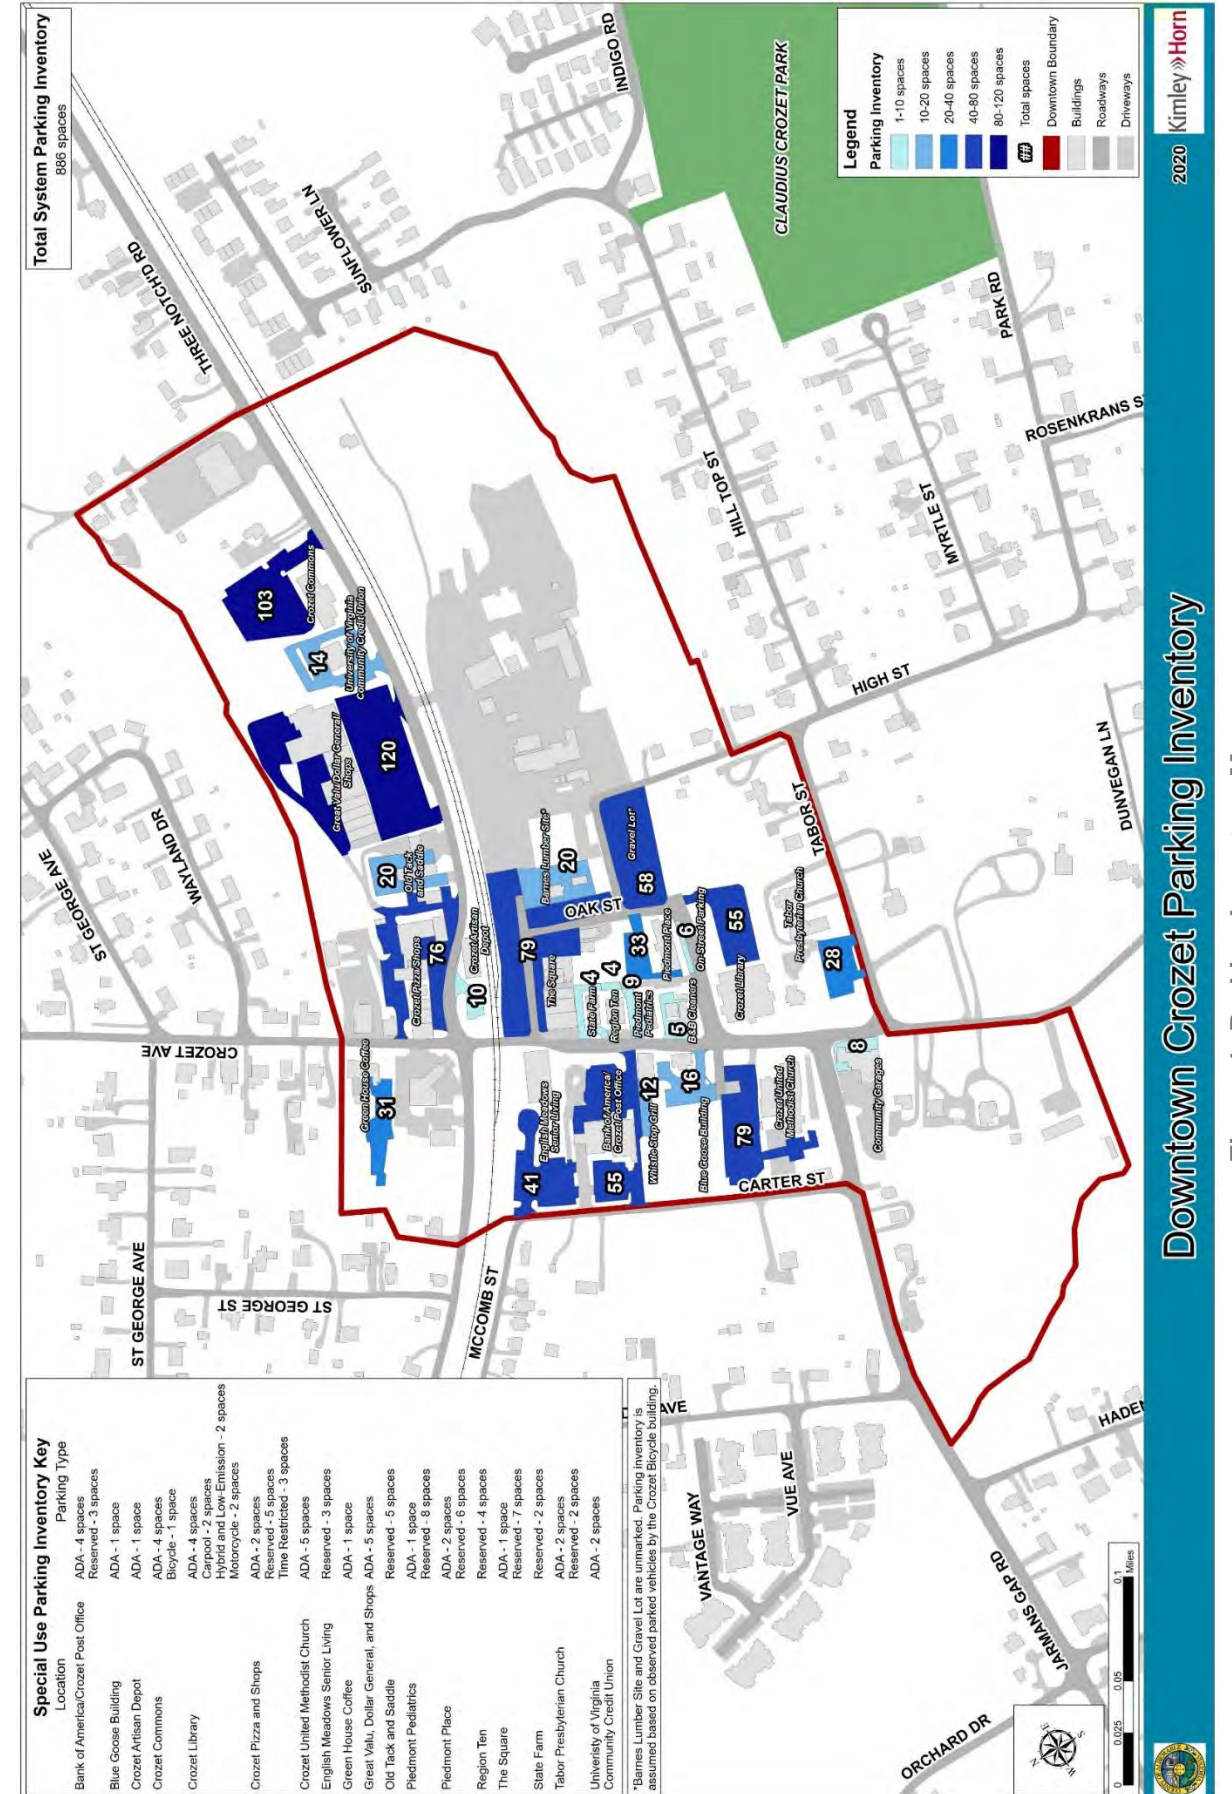 Total System Parking Inventory
886 spaces
Special Use Parking Inventory Key
Location Parking Type
Bank of America/Crozet Post Office ADA - 4 spaces
Reserved - 3 spaces
Blue Goose Building ADA - 1 space
Crozet Artisan Depot ADA - 1 space
Crozet Commons ADA - 4 spaces
Bicycle - 1 space
Crozet Library ADA - 4 spaces
Carpool - 2 spaces
Hybrid and Low-Emission - 2 spaces
Motorcycle - 2 spaces
Crozet Pizza and Shops ADA - 2 spaces
Reserved - 5 spaces
Time Restricted - 3 spaces
Crozet United Methodist Church ADA - 5 spaces
English Meadows Senior Living Reserved - 3 spaces
Green House Coffee ADA - 1 space
Great Valu, Dollar General, and Shops ADA - 5 spaces
Old Tack and Saddle Reserved - 5 spaces
Piedmont Pediatrics ADA - 1 space
Reserved - 8 spaces
Piedmont Place ADA - 2 spaces
Reserved - 6 spaces
Region Ten Reserved - 4 spaces
The Square ADA - 1 space
Reserved - 7 spaces
State Farm Reserved - 2 spaces
Tabor Presbyterian Church ADA - 2 spaces
Reserved - 2 spaces
Univeristy of Virginia
Community Credit Union ADA - 2 spaces
*Barnes Lumber Site and Gravel Lot are unmarked. Parking inventory is
assumed based on observed parked vehicles by the Crozet Bicycle building.
ST GEORGE AVE
ST GEORGE ST
MCCOMB ST
ST GEORGE AVE
WAYLAND DR
CROZET AVE
THREE NOTCH'D RD
SUNFLOWER LN
INDIGO RD
CLAUDIUS CROZET PARK
PARK RD
ROSENKRANS S
HILL TOP ST
MYRTLE ST
HIGH ST
DUNVEGAN LN
TABOR ST
OAK ST
CARTER ST
AVE
VUE AVE
VANTAGE WAY
JARMANS GAP RD
ORCHARD DR
HADEN
Green House Coffee
31
Crozet Pizza/Shops
76
Old Tack
and Saddle
20
Great Valu/Dollar General/
Shops
120
University of Virginia
Community Credit Union
14
Crozet Commons
103
Crozet Artisan
Depot
10
English Meadows
Senior Living
41
79
The Square
Barnes Lumber Site*
20
Gravel Lot*
58
Bank of America/
Crozet Post Office
55
State Farm
4
Region Ten
4
Piedmont
Pediatrics
9
33
Piedmont Place
6
On-Street Parking
Whistle Stop Grill
12
B&B Cleaners
5
Blue Goose Building
16
Crozet Library
55
79
Crozet United
Methodist Church
Tabor
Presbyterian Church
28
Community Garages
8
Legend
Parking Inventory
1-10 spaces
10-20 spaces
20-40 spaces
40-80 spaces
80-120 spaces
## Total spaces
Downtown Boundary
Buildings
Roadways
Driveways
N
E
S
W
0 0.025 0.05 0.1
Miles
Downtown Crozet Parking Inventory
2020 Kimley»Horn